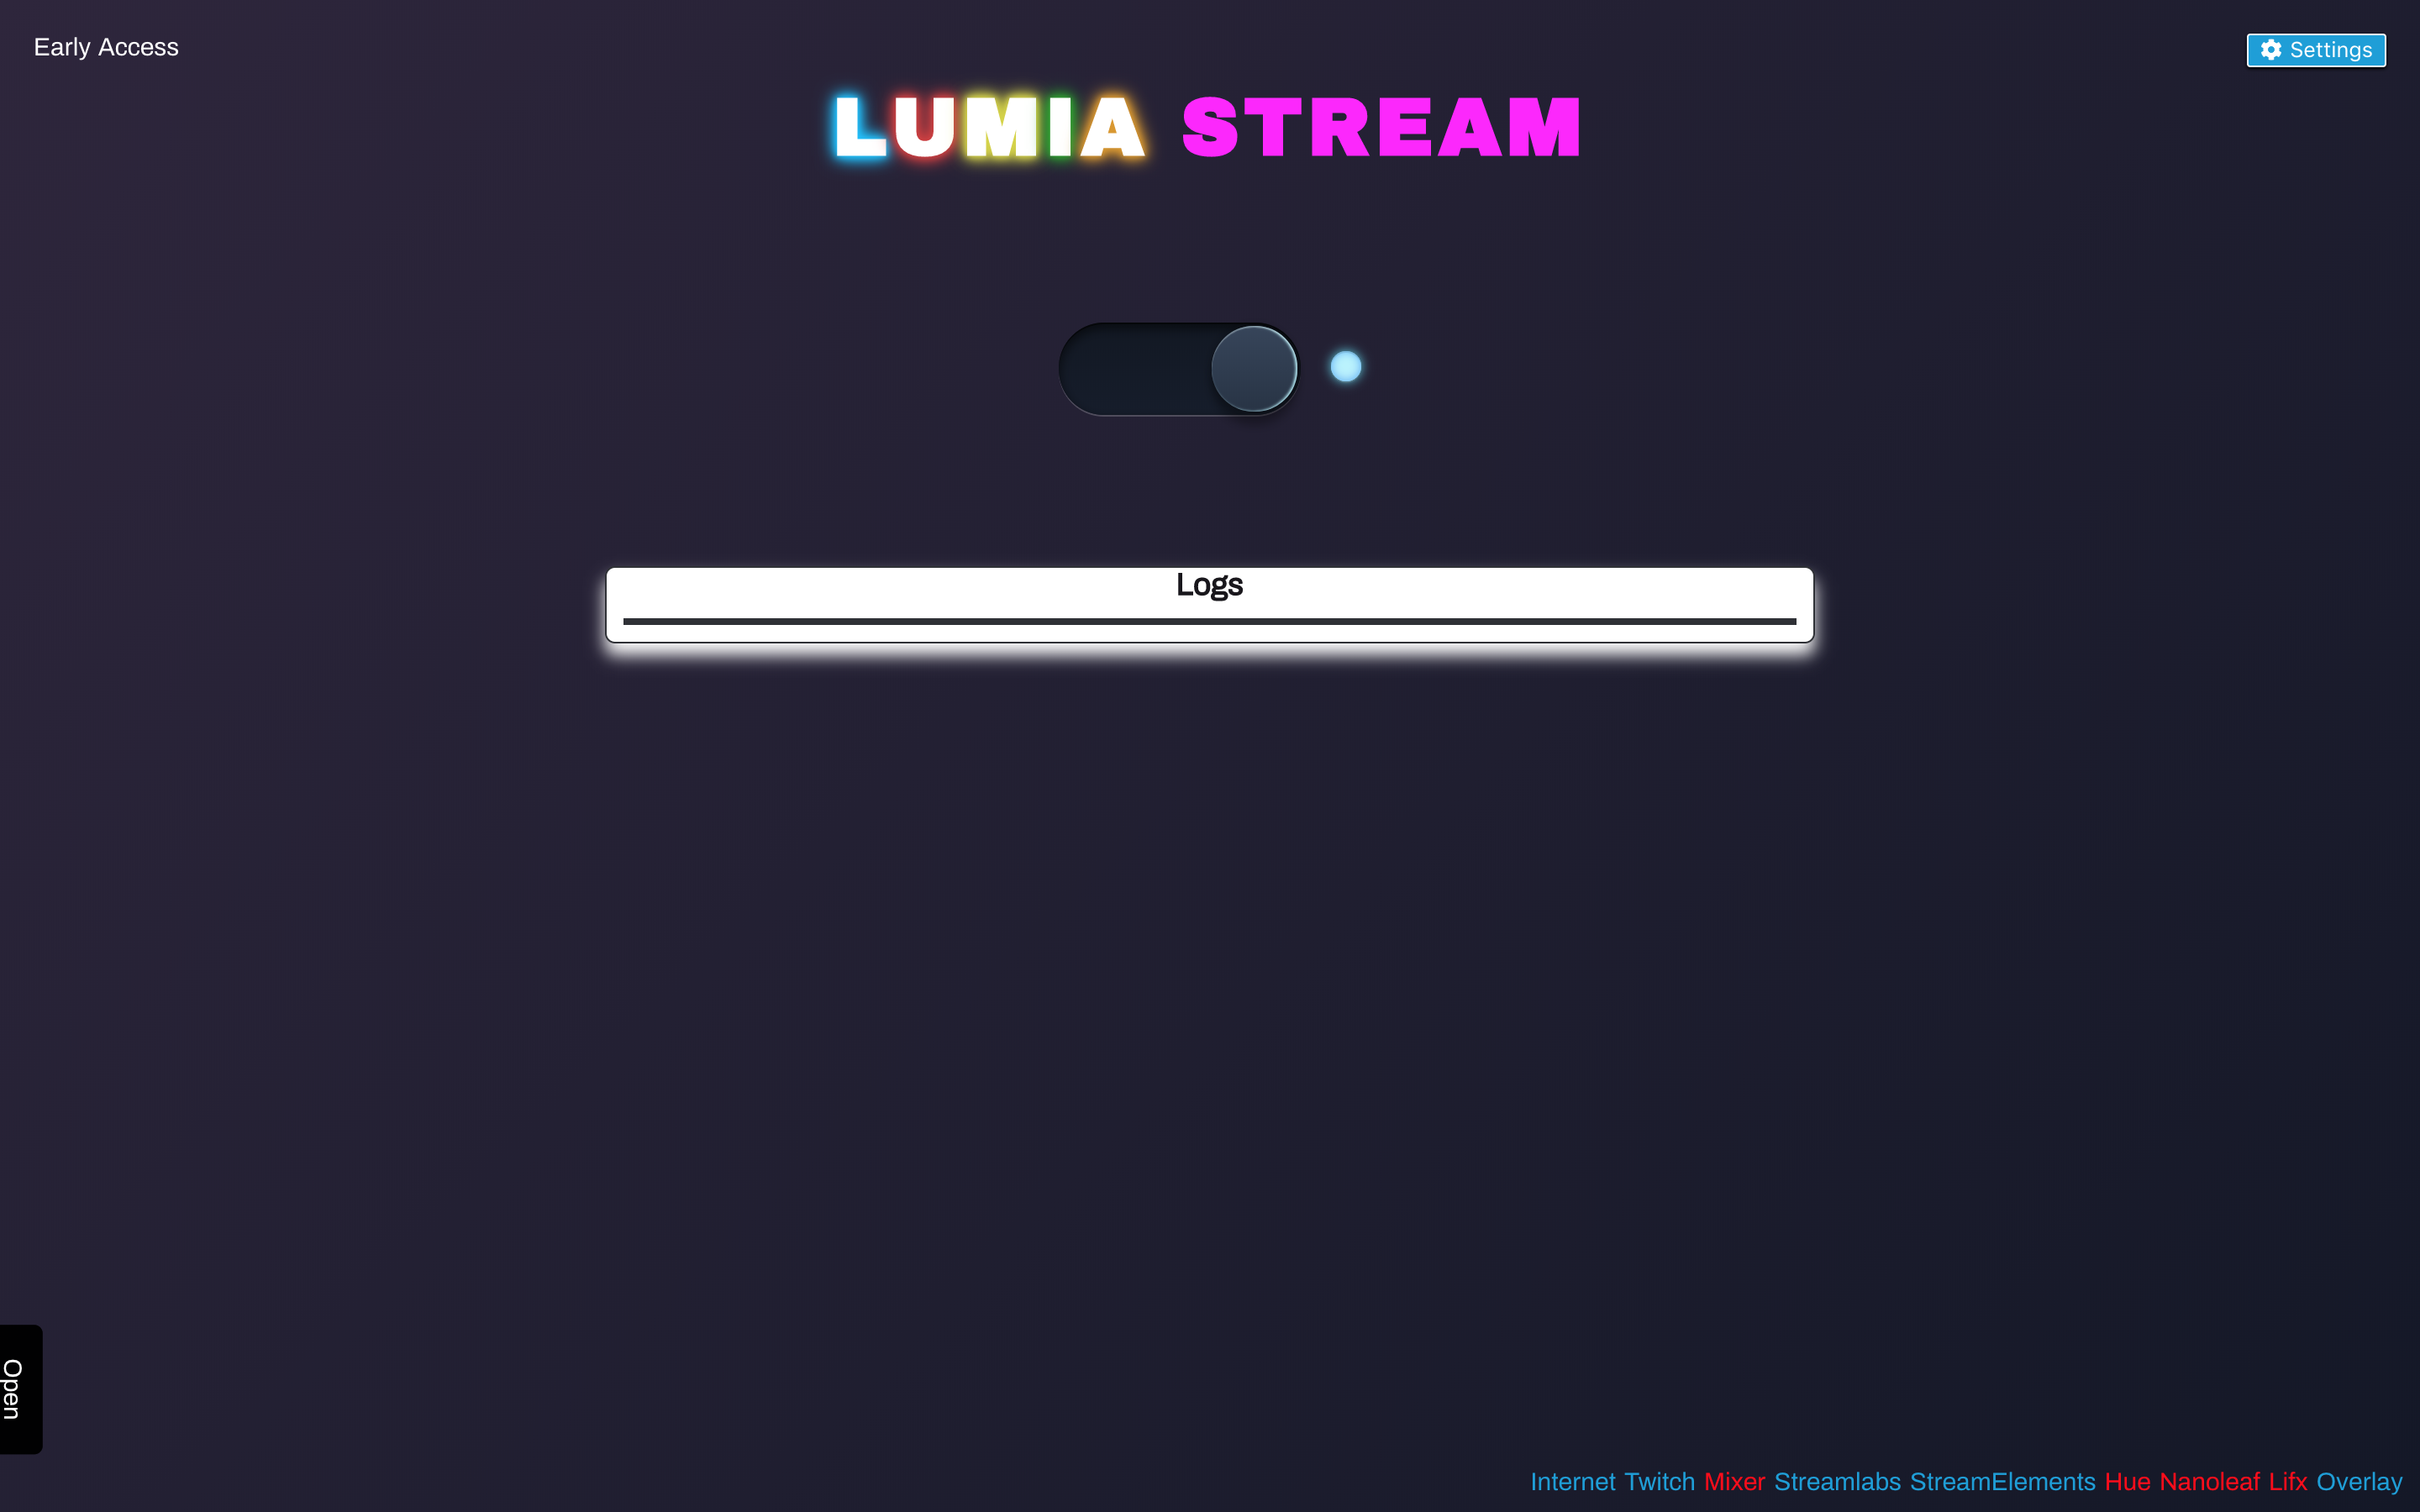 Early Access
Settings
LUMIA STREAM
Logs
Open
Internet Twitch Mixer Streamlabs StreamElements Hue Nanoleaf Lifx Overlay